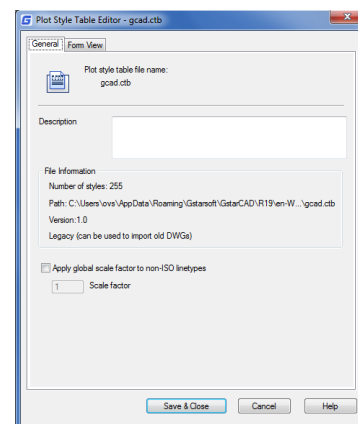 Plot Style Table Editor - gcad.ctb
General
Form View
Plot style table file name:
gcad.ctb
Description
File Information
Number of styles: 255
Path: C:\Users\ovs\AppData\Roaming\Gstarsoft\GstarCAD\R19\en-W...\gcad.ctb
Version:1.0
Legacy (can be used to import old DWGs)
Apply global scale factor to non-ISO linetypes
1 Scale factor
Save & Close Cancel Help